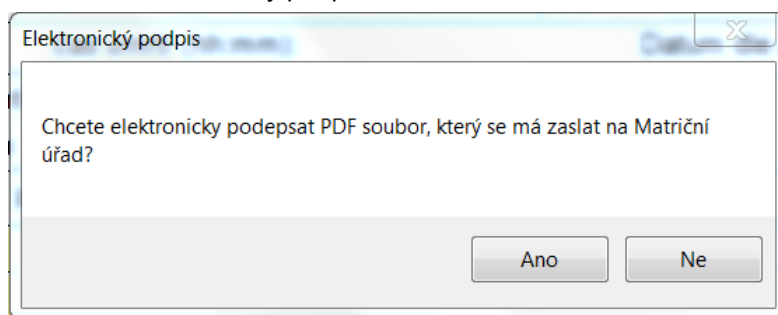 Elektronický podpis
Chcete elektronicky podepsat PDF soubor, který se má zaslat na Matriční
úřad?
Ano
Ne